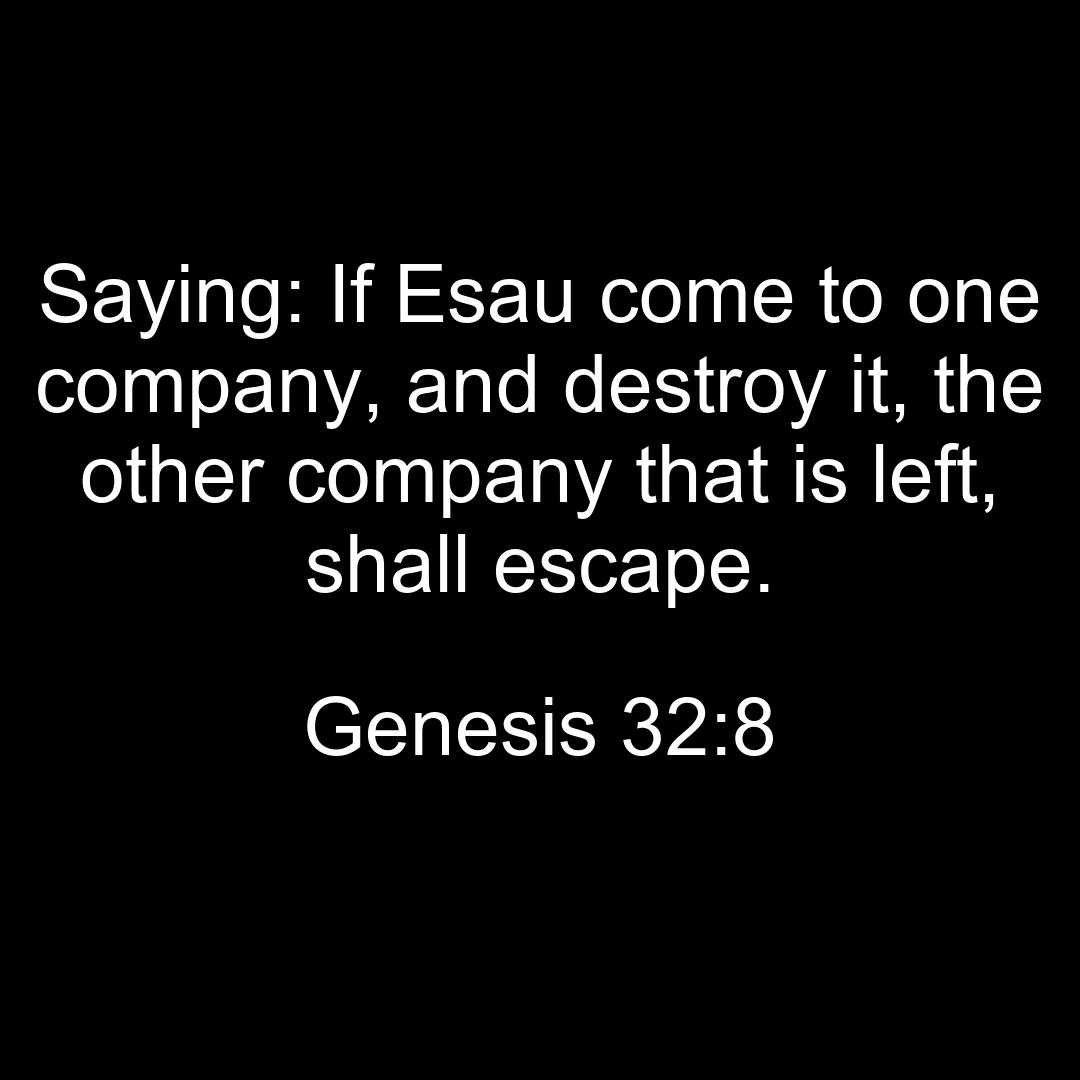 Saying: If Esau come to one
company, and destroy it, the
other company that is left,
shall escape.
Genesis 32:8